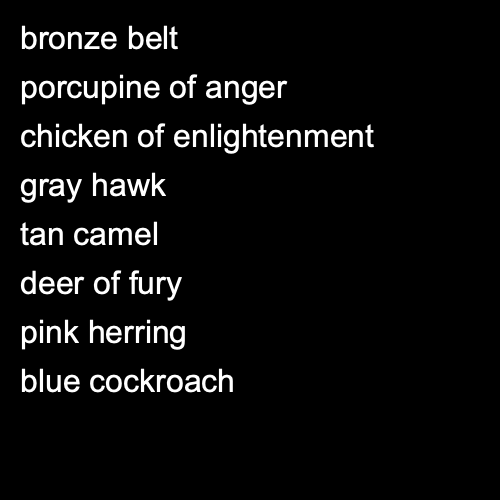 bronze belt
porcupine of anger
chicken of enlightenment
gray hawk
tan camel
deer of fury
pink herring
blue cockroach